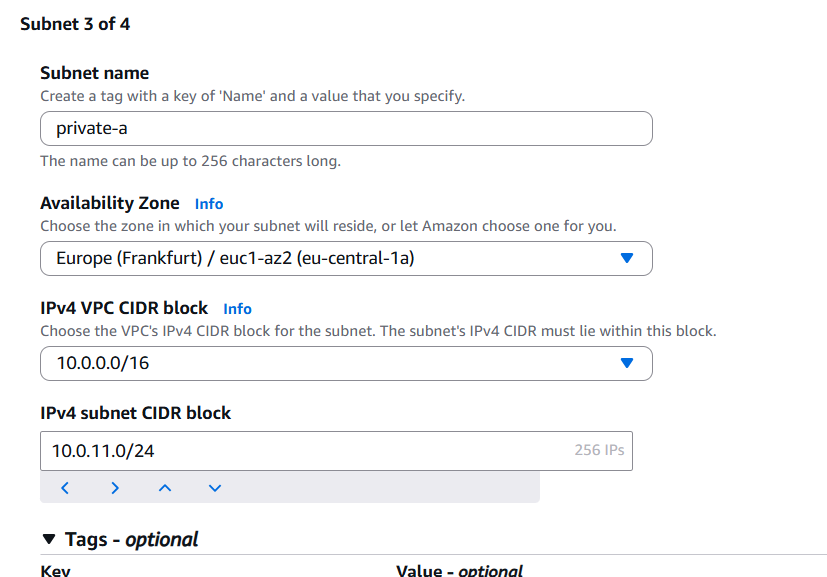 Subnet 3 of 4
Subnet name
Create a tag with a key of 'Name' and a value that you specify.
private-a
The name can be up to 256 characters long.
Availability Zone Info
Choose the zone in which your subnet will reside, or let Amazon choose one for you.
Europe (Frankfurt) / euc1-az2 (eu-central-1a)
IPv4 VPC CIDR block Info
Choose the VPC's IPv4 CIDR block for the subnet. The subnet's IPv4 CIDR must lie within this block.
10.0.0.0/16
IPv4 subnet CIDR block
10.0.11.0/24 256 IPs
Tags - optional
Key Value - optional